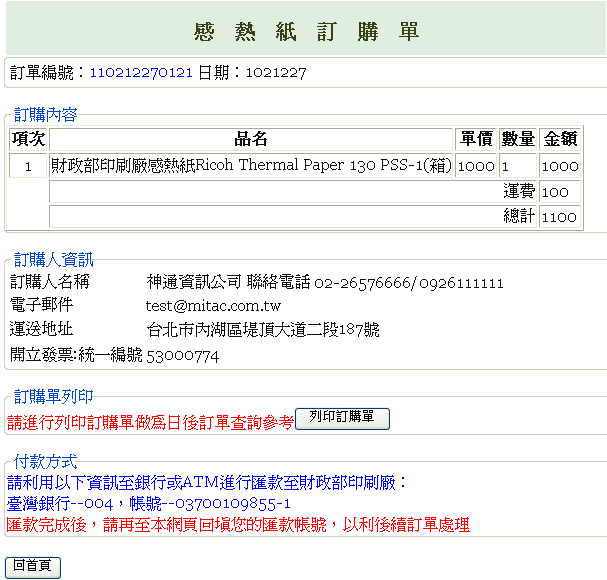 感熱紙訂購單
訂單編號：110212270121 日期：1021227
訂購內容
項次 品名 單價 數量 金額
1 財政部印刷廠感熱紙Ricoh Thermal Paper 130 PSS-1(箱) 1000 1 1000
運費 100
總計 1100
訂購人資訊
訂購人名稱 神通資訊公司 聯絡電話 02-26576666/0926111111
電子郵件 test@mitac.com.tw
運送地址 台北市內湖區堤頂大道二段187號
開立發票:統一編號 53000774
訂購單列印
請進行列印訂購單做為日後訂單查詢參考 列印訂購單
付款方式
請利用以下資訊至銀行或ATM進行匯款至財政部印刷廠：
臺灣銀行--004，帳號--03700109855-1
匯款完成後，請再至本網頁回填您的匯款帳號，以利後續訂單處理
回首頁